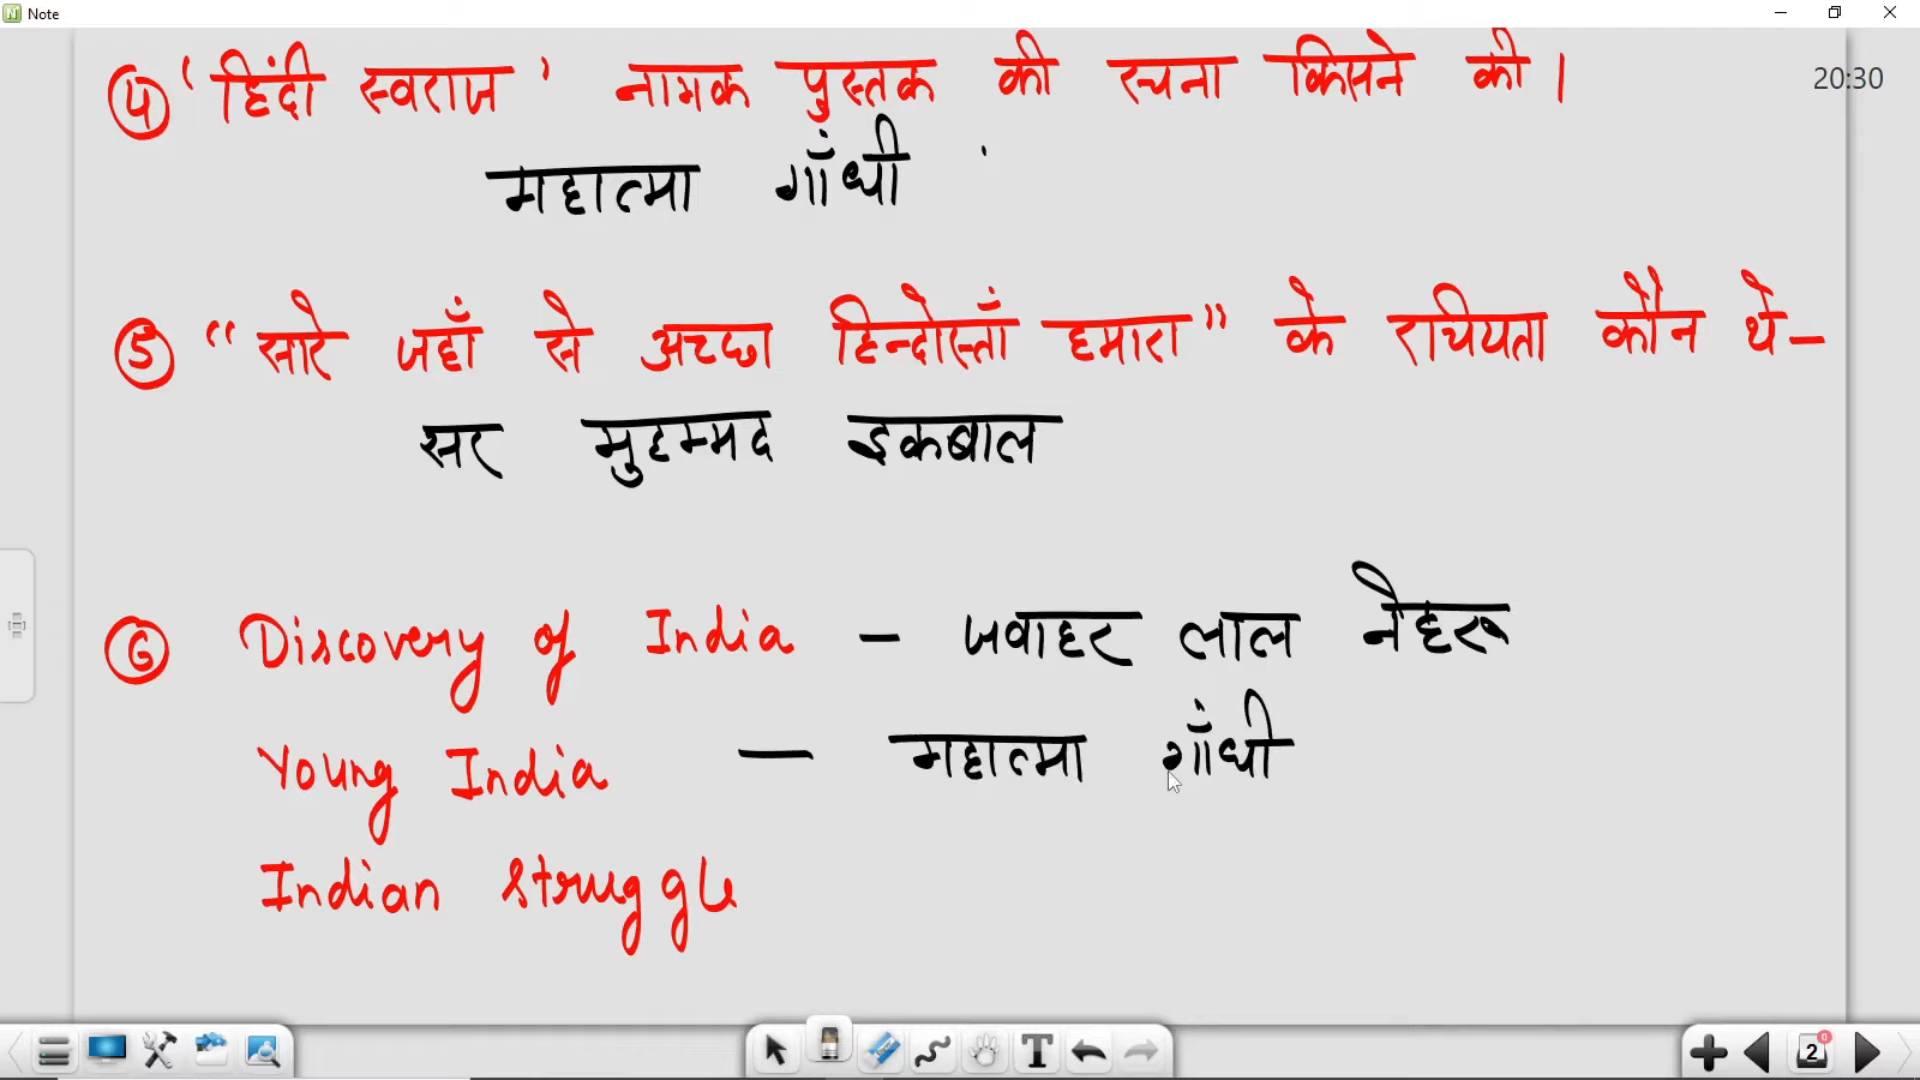 Note
④ ‘हिंदी स्वराज’ नामक पुस्तक की रचना किसने की।
20:30
महात्मा गाँधी
⑤ “सारे जहाँ से अच्छा हिन्दोस्ताँ हमारा” के रचियता कौन थे–
सर मुहम्मद इकबाल
⑥ Discovery of India – जवाहर लाल नेहरू
Young India – महात्मा गाँधी
Indian struggle
T
2
0